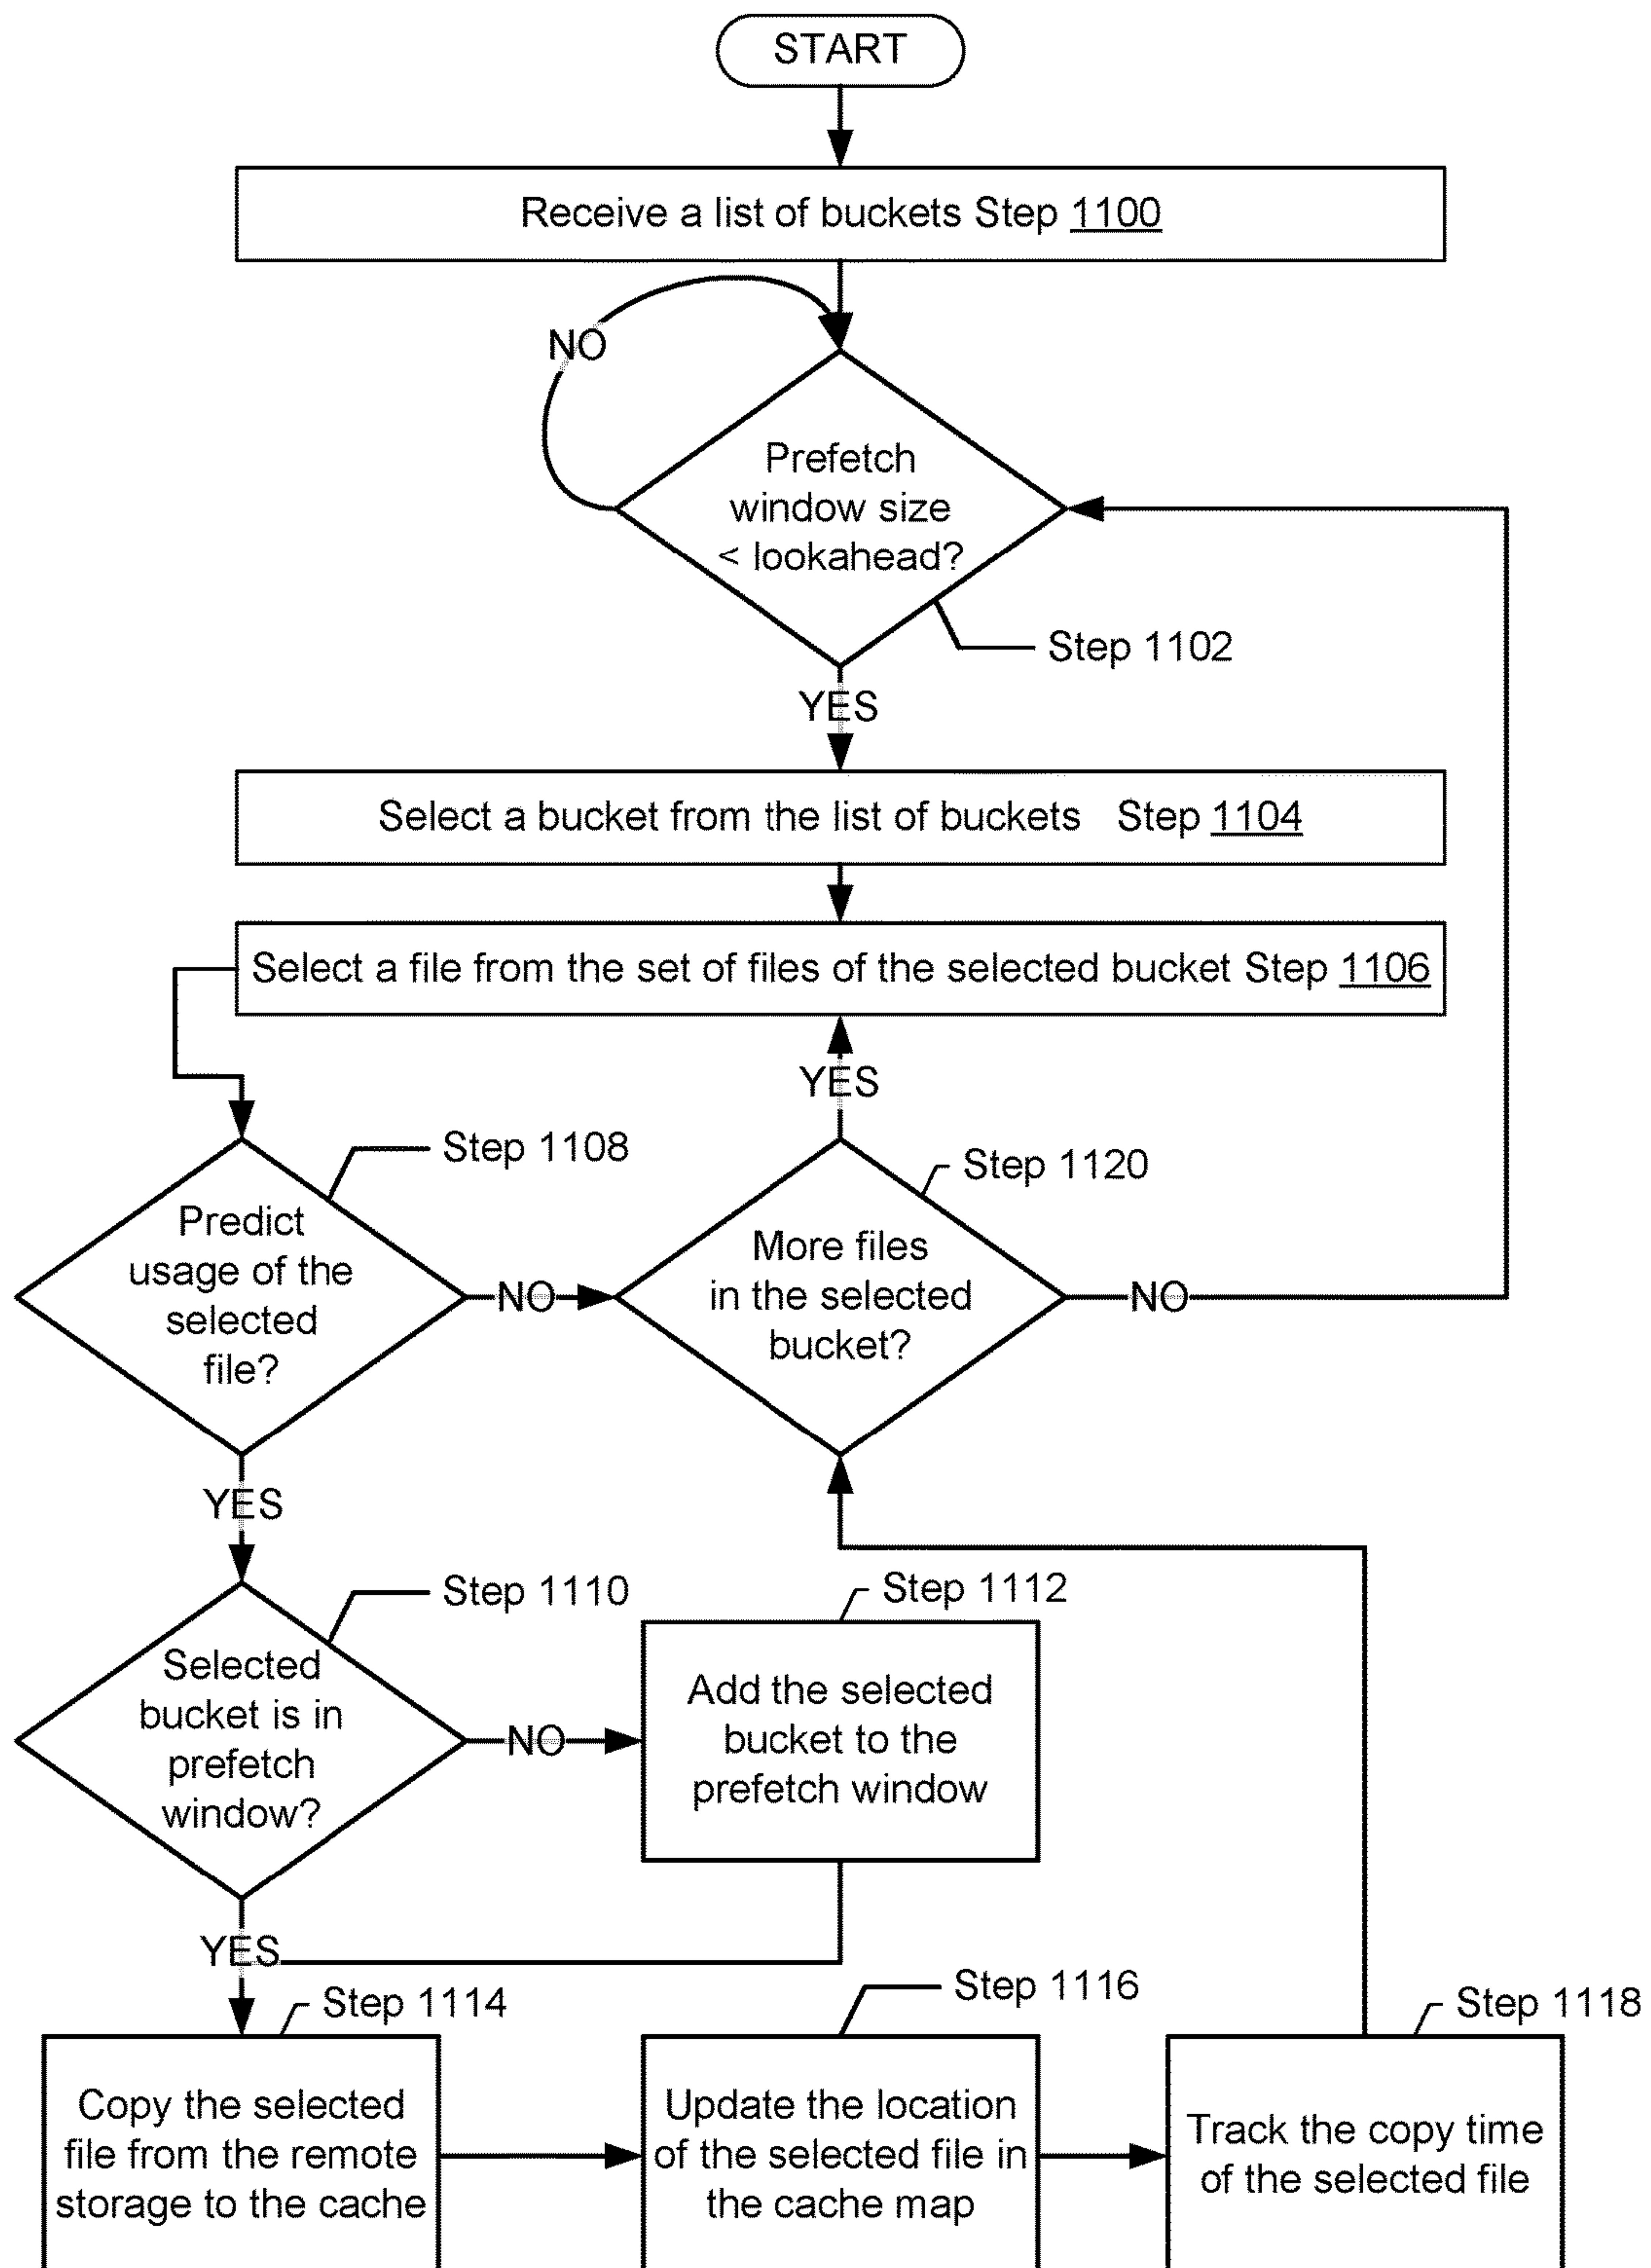 START
Receive a list of buckets Step 1100
NO
Prefetch
window size
< lookahead?
Step 1102
YES
Select a bucket from the list of buckets Step 1104
Select a file from the set of files of the selected bucket Step 1106
YES
Step 1108
Step 1120
Predict
usage of the
selected
file?
NO
More files
in the selected
bucket?
NO
YES
Step 1110
Step 1112
Selected
bucket is in
prefetch
window?
NO
Add the selected
bucket to the
prefetch window
YES
Step 1114
Step 1116
Step 1118
Copy the selected
file from the remote
storage to the cache
Update the location
of the selected file in
the cache map
Track the copy time
of the selected file